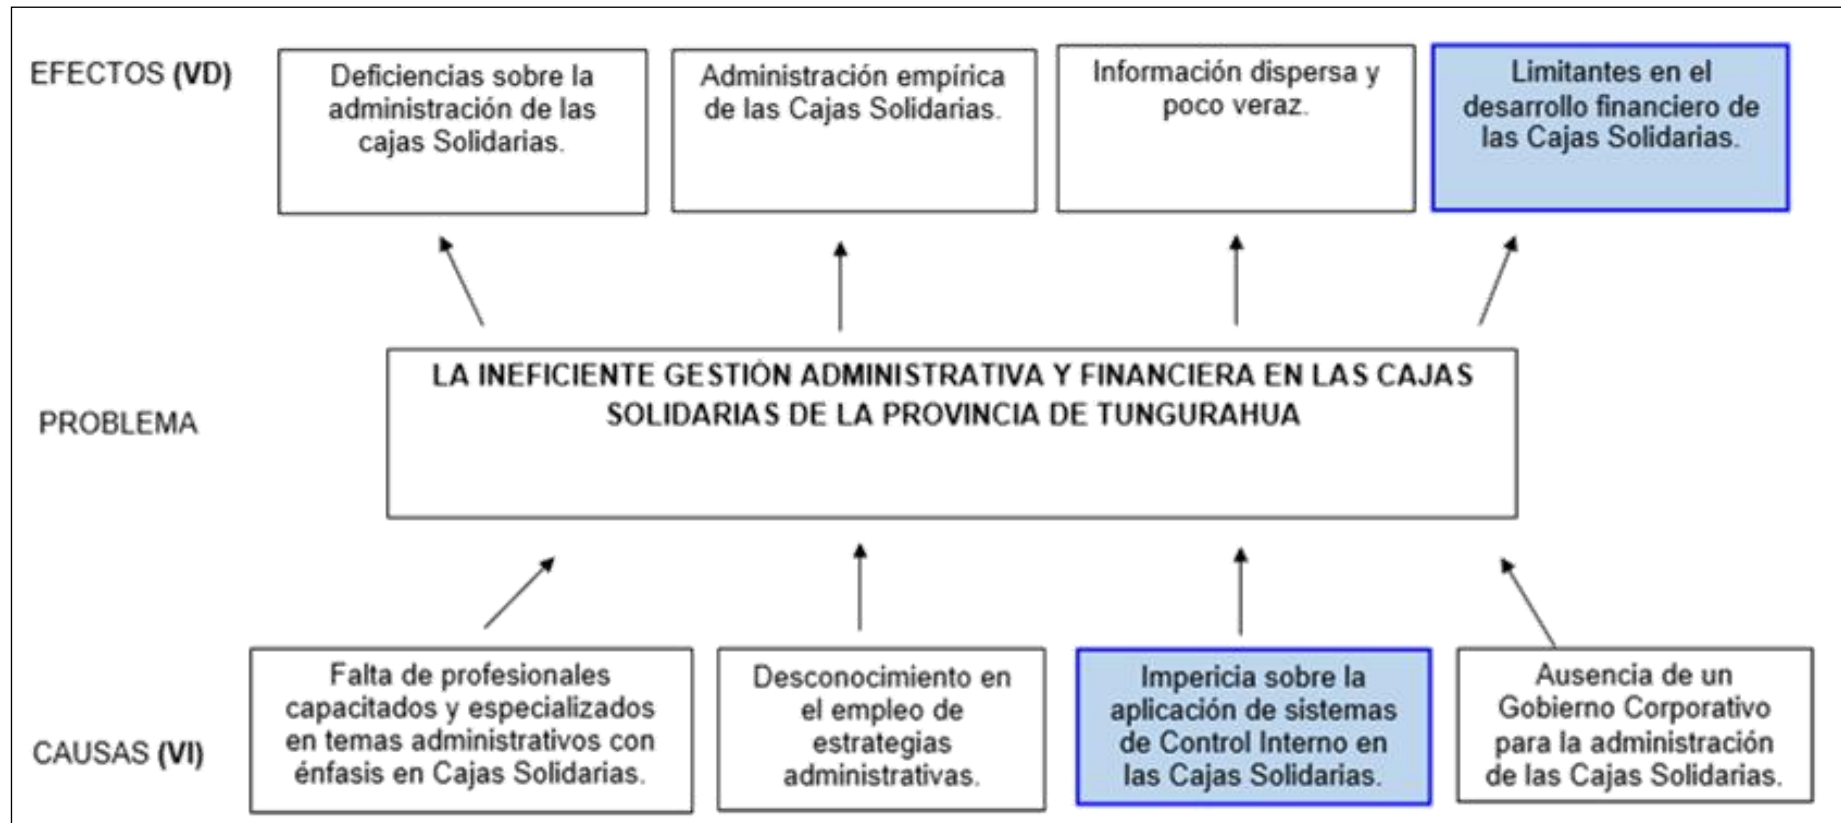 EFECTOS (VD)
Deficiencias sobre la
administración de las
cajas Solidarias.
Administración empírica
de las Cajas Solidarias.
Información dispersa y
poco veraz.
Limitantes en el
desarrollo financiero de
las Cajas Solidarias.
PROBLEMA
LA INEFICIENTE GESTIÓN ADMINISTRATIVA Y FINANCIERA EN LAS CAJAS
SOLIDARIAS DE LA PROVINCIA DE TUNGURAHUA
CAUSAS (VI)
Falta de profesionales
capacitados y especializados
en temas administrativos con
énfasis en Cajas Solidarias.
Desconocimiento en
el empleo de
estrategias
administrativas.
Impericia sobre la
aplicación de sistemas
de Control Interno en
las Cajas Solidarias.
Ausencia de un
Gobierno Corporativo
para la administración
de las Cajas Solidarias.